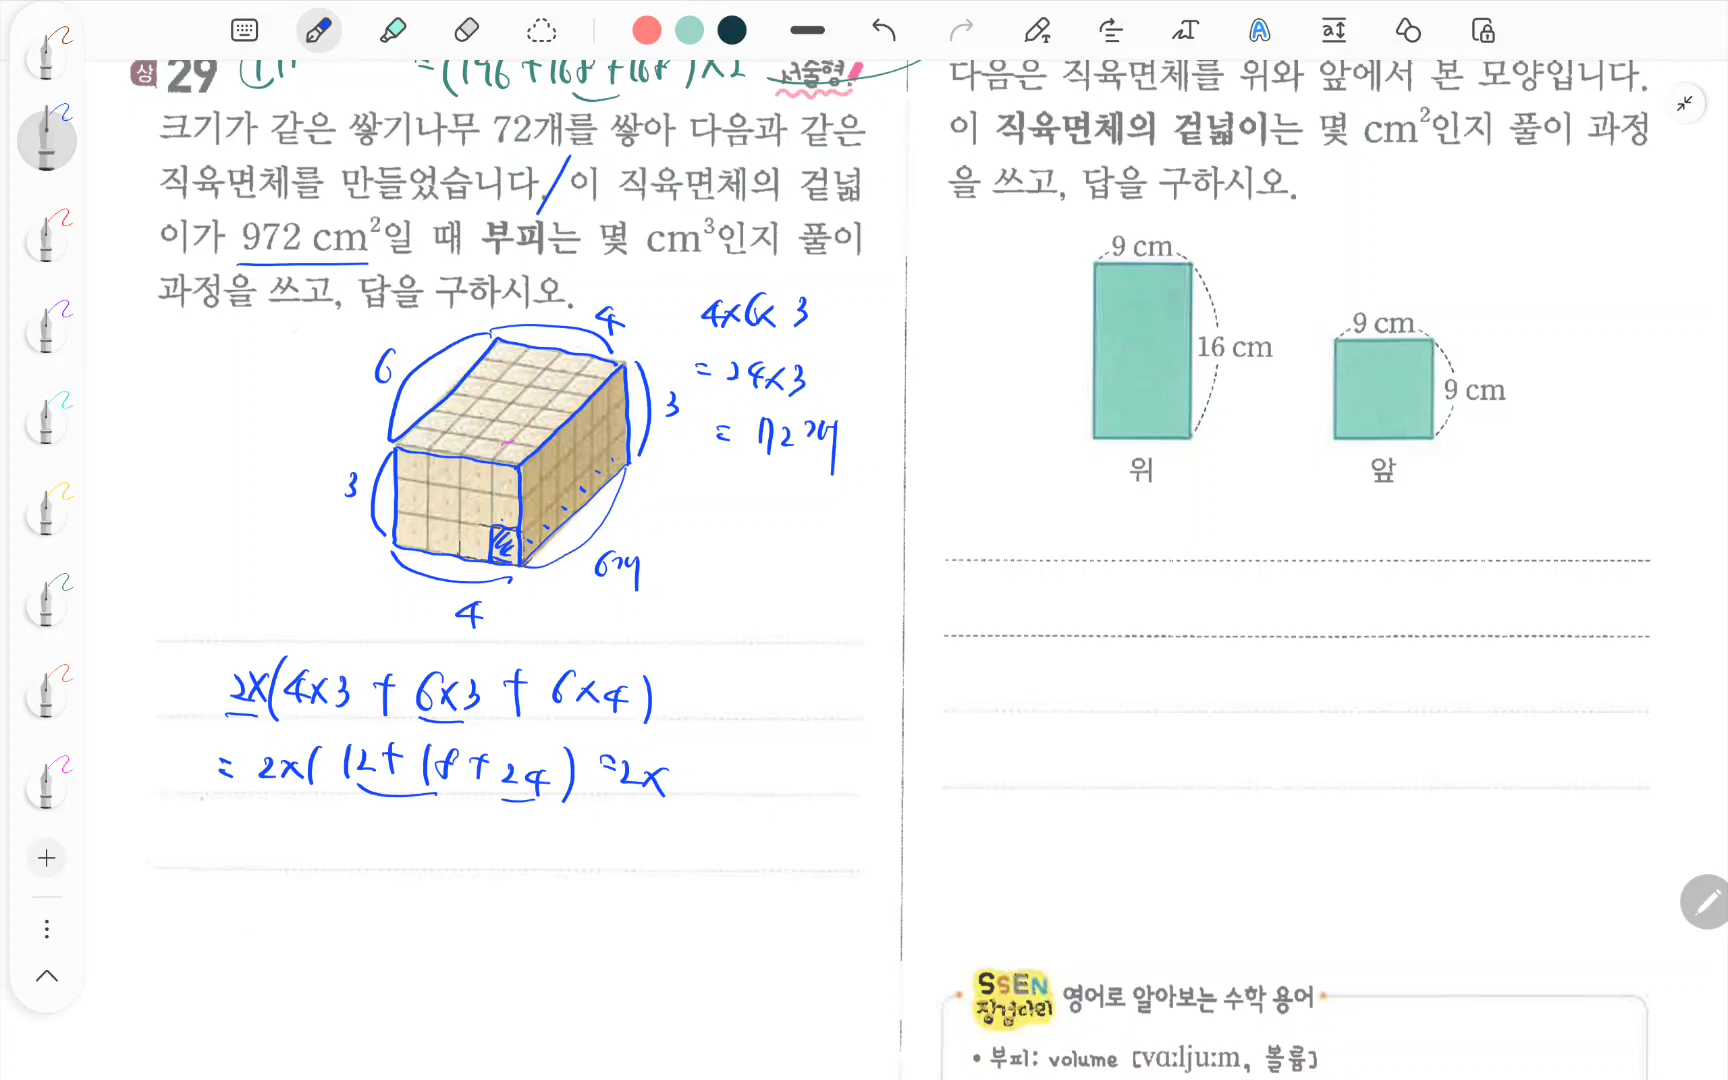 상 29 서술형!
=(196+168+168)×2
크기가 같은 쌓기나무 72개를 쌓아 다음과 같은
직육면체를 만들었습니다. 이 직육면체의 겉넓
이가 972 cm²일 때 부피는 몇 cm³인지 풀이
과정을 쓰고, 답을 구하시오.
4
6
3
3
4
6개
4×6×3
=24×3
=72개
2×(4×3+6×3+6×4)
=2×(12+18+24)=2×
다음은 직육면체를 위와 앞에서 본 모양입니다.
이 직육면체의 겉넓이는 몇 cm²인지 풀이 과정
을 쓰고, 답을 구하시오.
9 cm
16 cm
위
9 cm
9 cm
앞
SSEN
징검다리
영어로 알아보는 수학 용어
• 부피: volume [vɑ:lju:m, 볼륨]